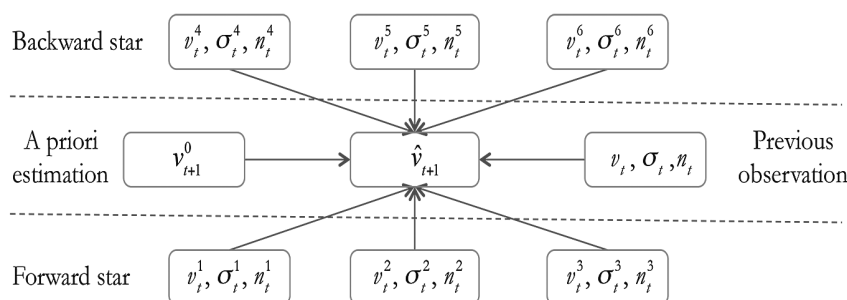 Backward star
v_t^4, σ_t^4, n_t^4
v_t^5, σ_t^5, n_t^5
v_t^6, σ_t^6, n_t^6
A priori
estimation
v_{t+1}^0
v̂_{t+1}
v_t, σ_t, n_t
Previous
observation
Forward star
v_t^1, σ_t^1, n_t^1
v_t^2, σ_t^2, n_t^2
v_t^3, σ_t^3, n_t^3